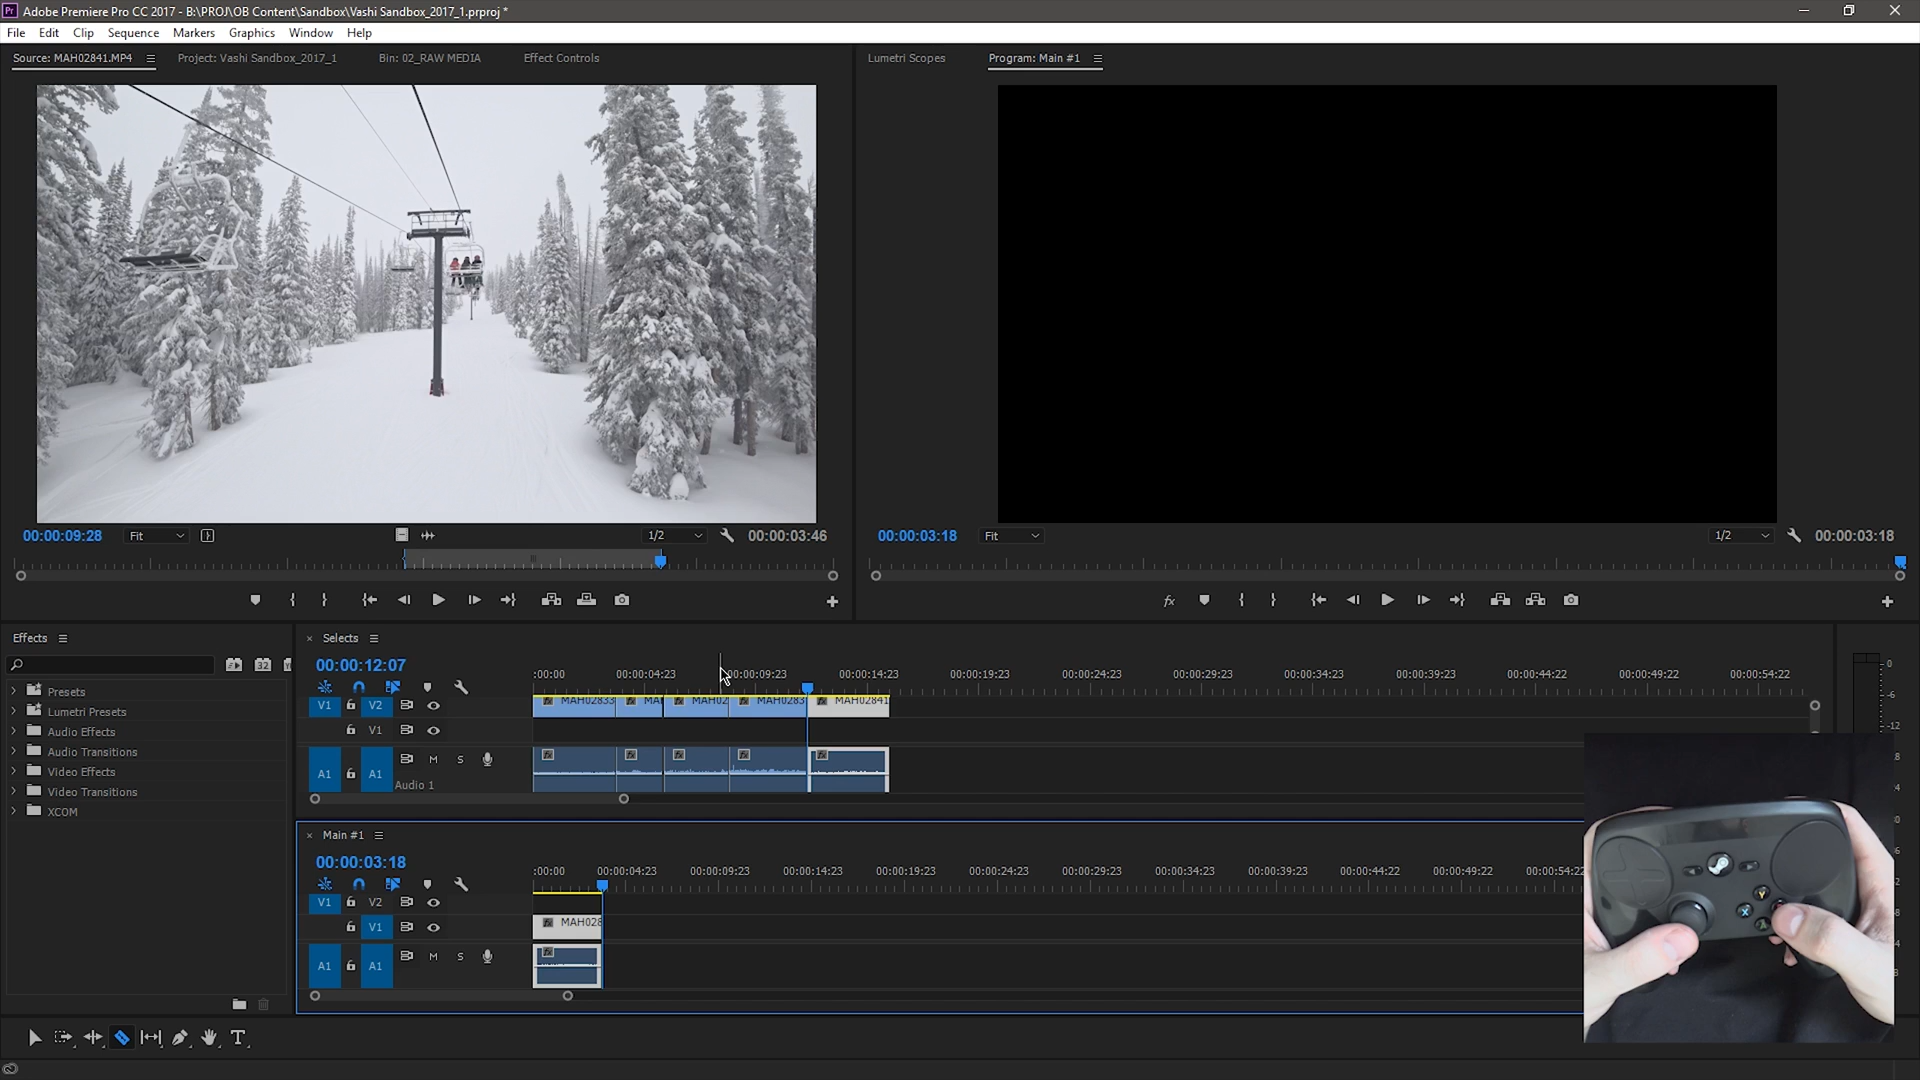 Pr Adobe Premiere Pro CC 2017 - B:\PROJ\OB Content\Sandbox\Vashi Sandbox_2017_1.prproj *
File Edit Clip Sequence Markers Graphics Window Help
Source: MAH02841.MP4 Project: Vashi Sandbox_2017_1 Bin: 02_RAW MEDIA Effect Controls Lumetri Scopes Program: Main #1
00:00:09:28 Fit 1/2 00:00:03:46 00:00:03:18 Fit 1/2 00:00:03:18
Effects
32
Presets
Lumetri Presets
Audio Effects
Audio Transitions
Video Effects
Video Transitions
XCOM
× Selects
00:00:12:07
:00:00 00:00:04:23 00:00:09:23 00:00:14:23 00:00:19:23 00:00:24:23 00:00:29:23 00:00:34:23 00:00:39:23 00:00:44:22 00:00:49:22 00:00:54:22
V1 V2 MAH02833 MAH02 MAH0283 MAH02841
V1
A1 A1 M S
Audio 1
× Main #1
00:00:03:18
:00:00 00:00:04:23 00:00:09:23 00:00:14:23 00:00:19:23 00:00:24:23 00:00:29:23 00:00:34:23 00:00:39:23 00:00:44:22 00:00:49:22 00:00:54:22
V1 V2
V1 MAH028
A1 A1 M S
0
-6
-12
T
Y
X
A